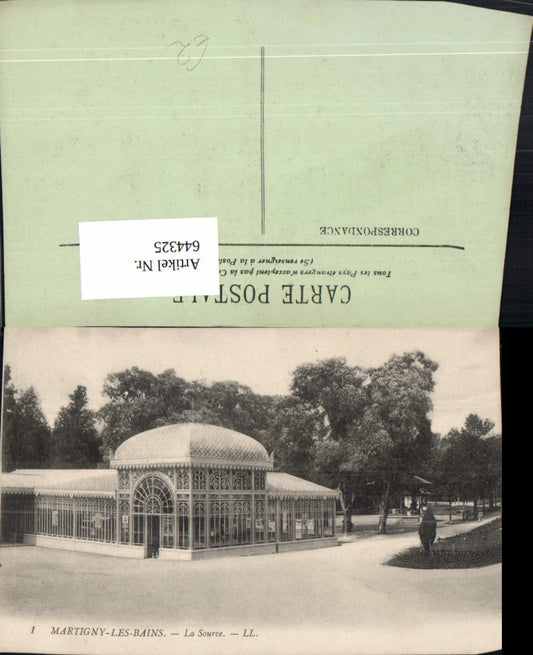 CARTE POSTALE
Tous les Pays étrangers n'acceptent pas la
(Se renseigner à la Poste
CORRESPONDANCE
Artikel Nr.
644325
62
1 MARTIGNY-LES-BAINS. — La Source. — LL.